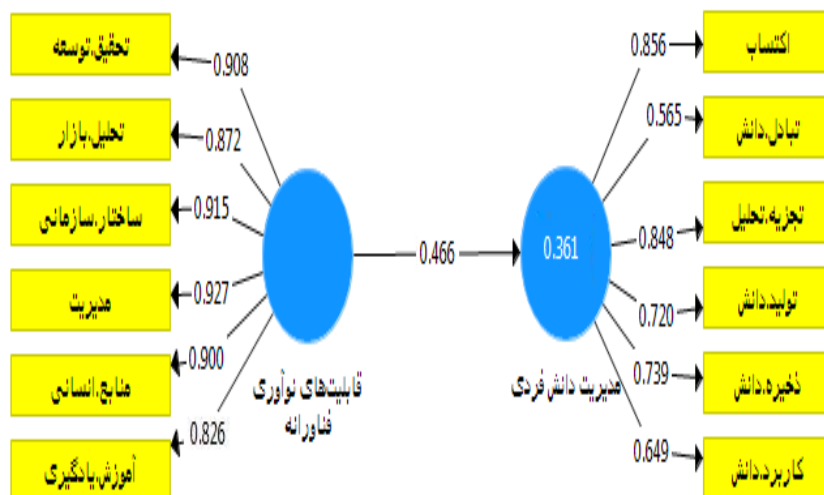 تحقیق.توسعه
تحلیل.بازار
ساختار.سازمانی
مدیریت
منابع.انسانی
آموزش.یادگیری
0.908
0.872
0.915
0.927
0.900
0.826
قابلیت‌های نوآوری
فناورانه
0.466
0.361
مدیریت دانش فردی
0.856
0.565
0.848
0.720
0.739
0.649
اکتساب
تبادل.دانش
تجزیه.تحلیل
تولید.دانش
ذخیره.دانش
کاربرد.دانش